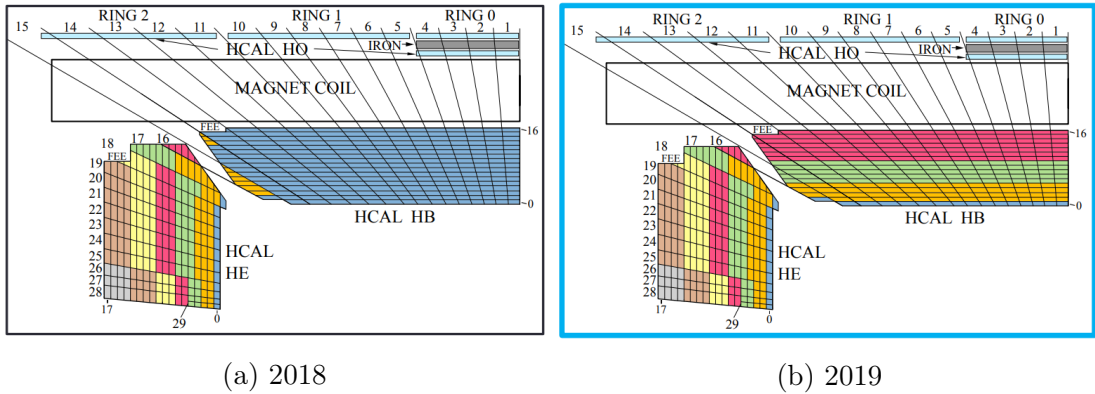 RING 2 RING 1 RING 0
15 14 13 12 11 10 9 8 7 6 5 4 3 2 1
HCAL HO IRON
MAGNET COIL
FEE 16
18 17 16
FEE
19
20
21
22
23
24
25
26
27
28
17 29 0
HCAL
HE
HCAL HB 0
(a) 2018
RING 2 RING 1 RING 0
15 14 13 12 11 10 9 8 7 6 5 4 3 2 1
HCAL HO IRON
MAGNET COIL
FEE 16
18 17 16
FEE
19
20
21
22
23
24
25
26
27
28
17 29 0
HCAL
HE
HCAL HB 0
(b) 2019